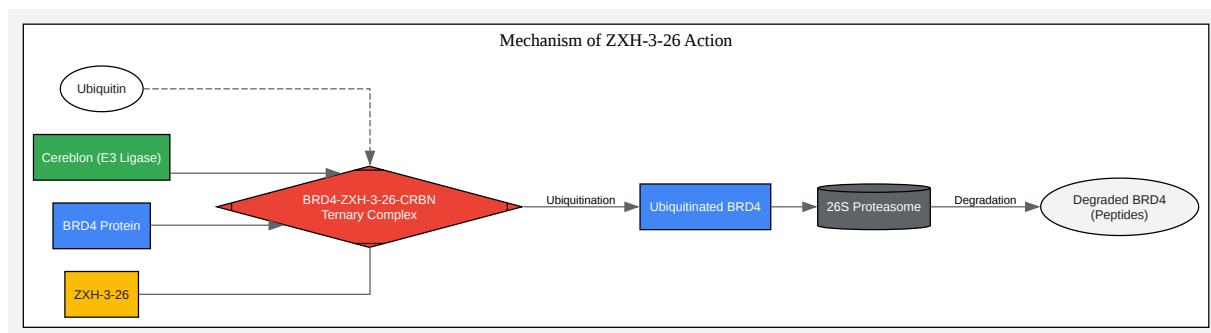 Mechanism of ZXH-3-26 Action
Ubiquitin
Cereblon (E3 Ligase)
BRD4 Protein
ZXH-3-26
BRD4-ZXH-3-26-CRBN
Ternary Complex
Ubiquitination
Ubiquitinated BRD4
26S Proteasome
Degradation
Degraded BRD4
(Peptides)